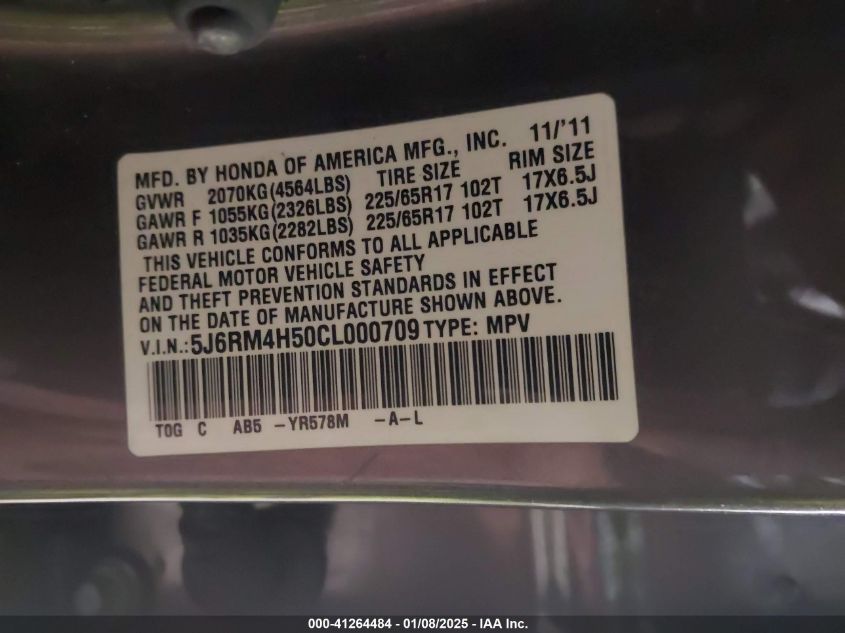 MFD. BY HONDA OF AMERICA MFG., INC. 11/'11
GVWR 2070KG(4564LBS) TIRE SIZE RIM SIZE
GAWR F 1055KG(2326LBS) 225/65R17 102T 17X6.5J
GAWR R 1035KG(2282LBS) 225/65R17 102T 17X6.5J
THIS VEHICLE CONFORMS TO ALL APPLICABLE
FEDERAL MOTOR VEHICLE SAFETY
AND THEFT PREVENTION STANDARDS IN EFFECT
ON THE DATE OF MANUFACTURE SHOWN ABOVE.
V.I.N.:5J6RM4H50CL000709 TYPE: MPV
TOG C AB5 -YR578M -A-L
000-41264484 - 01/08/2025 - IAA Inc.